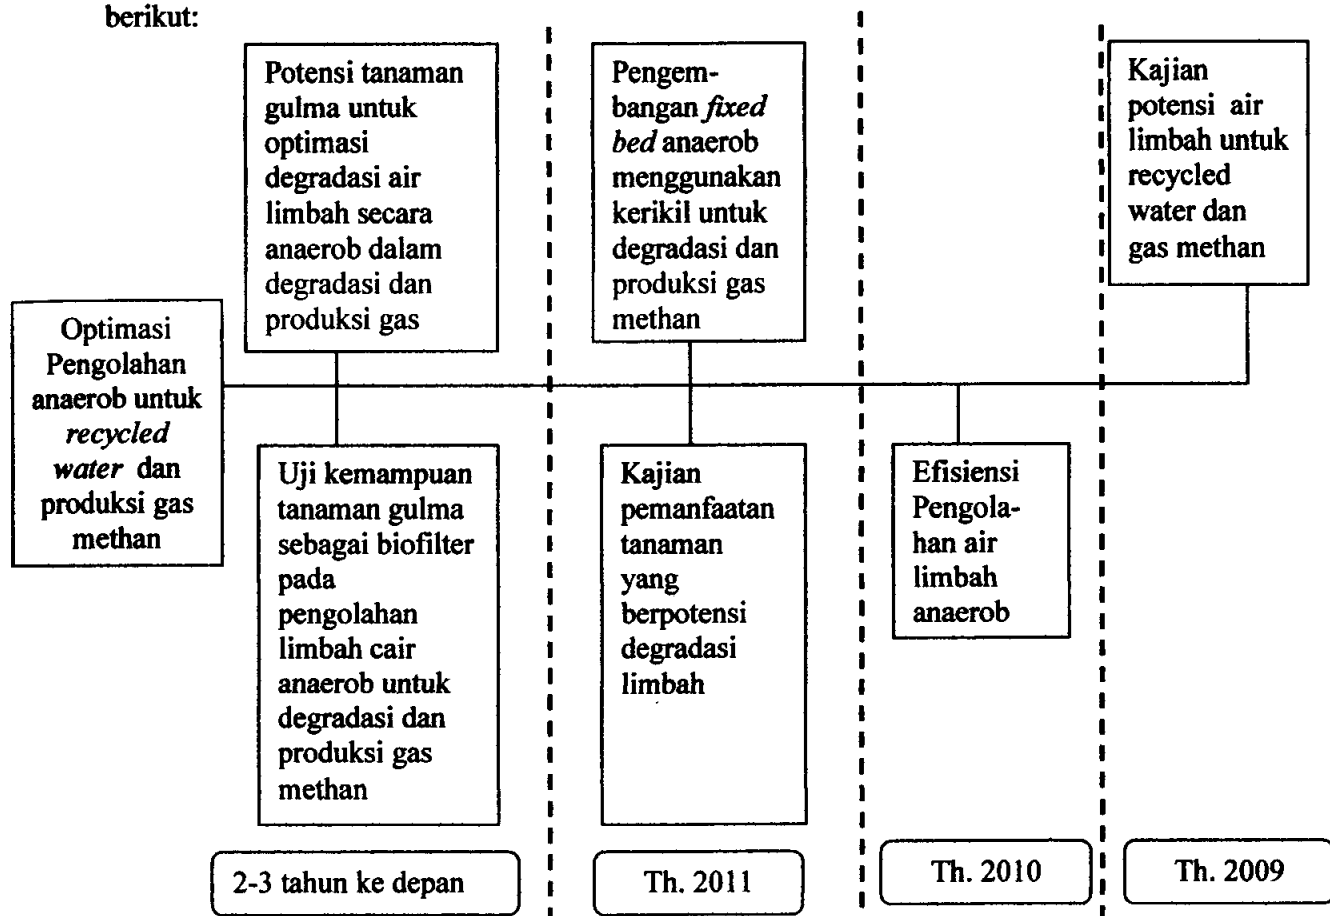 berikut:
Potensi tanaman
gulma untuk
optimasi
degradasi air
limbah secara
anaerob dalam
degradasi dan
produksi gas
Pengem-
bangan fixed
bed anaerob
menggunakan
kerikil untuk
degradasi dan
produksi gas
methan
Kajian
potensi air
limbah untuk
recycled
water dan
gas methan
Optimasi
Pengolahan
anaerob untuk
recycled
water dan
produksi gas
methan
Uji kemampuan
tanaman gulma
sebagai biofilter
pada
pengolahan
limbah cair
anaerob untuk
degradasi dan
produksi gas
methan
Kajian
pemanfaatan
tanaman
yang
berpotensi
degradasi
limbah
Efisiensi
Pengola-
han air
limbah
anaerob
2-3 tahun ke depan
Th. 2011
Th. 2010
Th. 2009